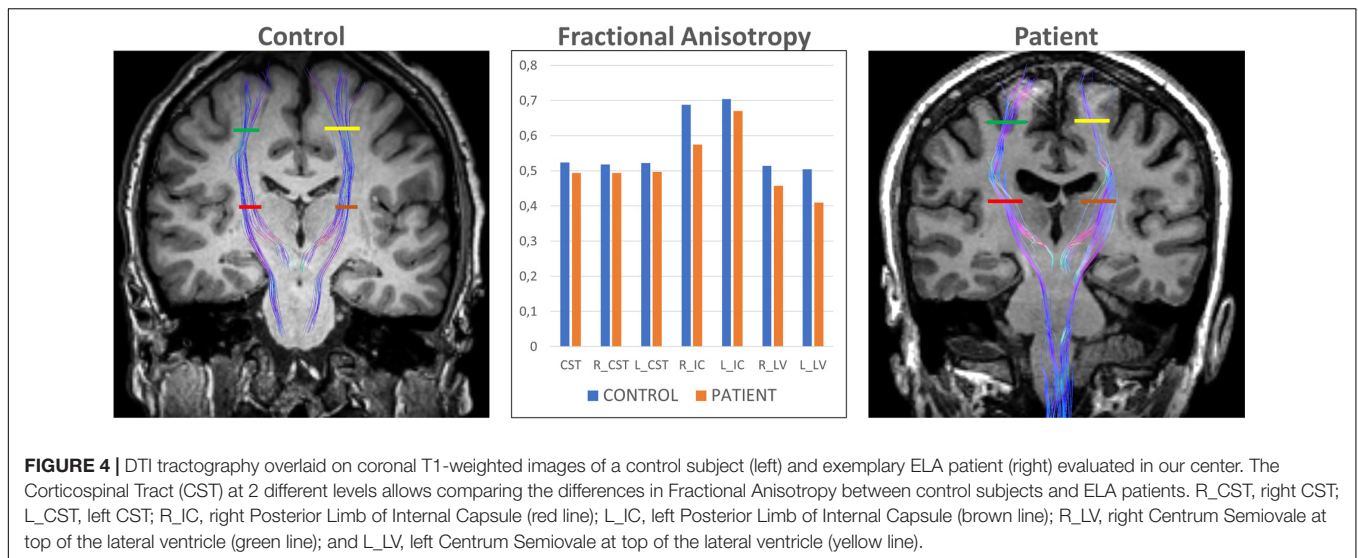 Control
Fractional Anisotropy
Patient
0,8
0,7
0,6
0,5
0,4
0,3
0,2
0,1
0
CST R_CST L_CST R_IC L_IC R_LV L_LV
CONTROL PATIENT
FIGURE 4 | DTI tractography overlaid on coronal T1-weighted images of a control subject (left) and exemplary ELA patient (right) evaluated in our center. The
Corticospinal Tract (CST) at 2 different levels allows comparing the differences in Fractional Anisotropy between control subjects and ELA patients. R_CST, right CST;
L_CST, left CST; R_IC, right Posterior Limb of Internal Capsule (red line); L_IC, left Posterior Limb of Internal Capsule (brown line); R_LV, right Centrum Semiovale at
top of the lateral ventricle (green line); and L_LV, left Centrum Semiovale at top of the lateral ventricle (yellow line).